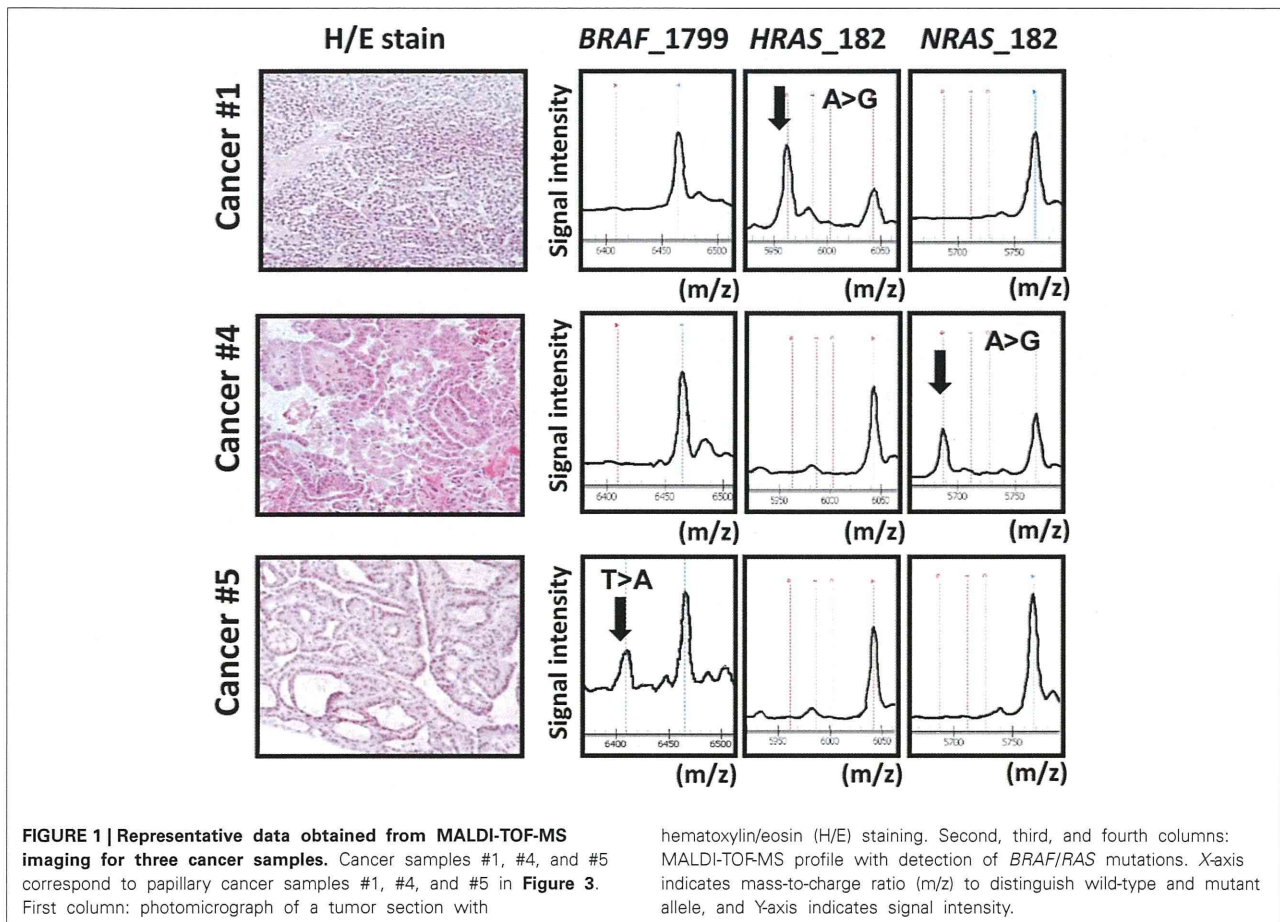 H/E stain BRAF_1799 HRAS_182 NRAS_182
Cancer #1
Signal intensity
A>G
6400 6450 6500
5950 6000 6050
5700 5750
(m/z) (m/z) (m/z)
Cancer #4
Signal intensity
A>G
6400 6450 6500
5950 6000 6050
5700 5750
(m/z) (m/z) (m/z)
Cancer #5
Signal intensity
T>A
6400 6450 6500
5950 6000 6050
5700 5750
(m/z) (m/z) (m/z)
FIGURE 1 | Representative data obtained from MALDI-TOF-MS
imaging for three cancer samples. Cancer samples #1, #4, and #5
correspond to papillary cancer samples #1, #4, and #5 in Figure 3.
First column: photomicrograph of a tumor section with
hematoxylin/eosin (H/E) staining. Second, third, and fourth columns:
MALDI-TOF-MS profile with detection of BRAF/RAS mutations. X-axis
indicates mass-to-charge ratio (m/z) to distinguish wild-type and mutant
allele, and Y-axis indicates signal intensity.